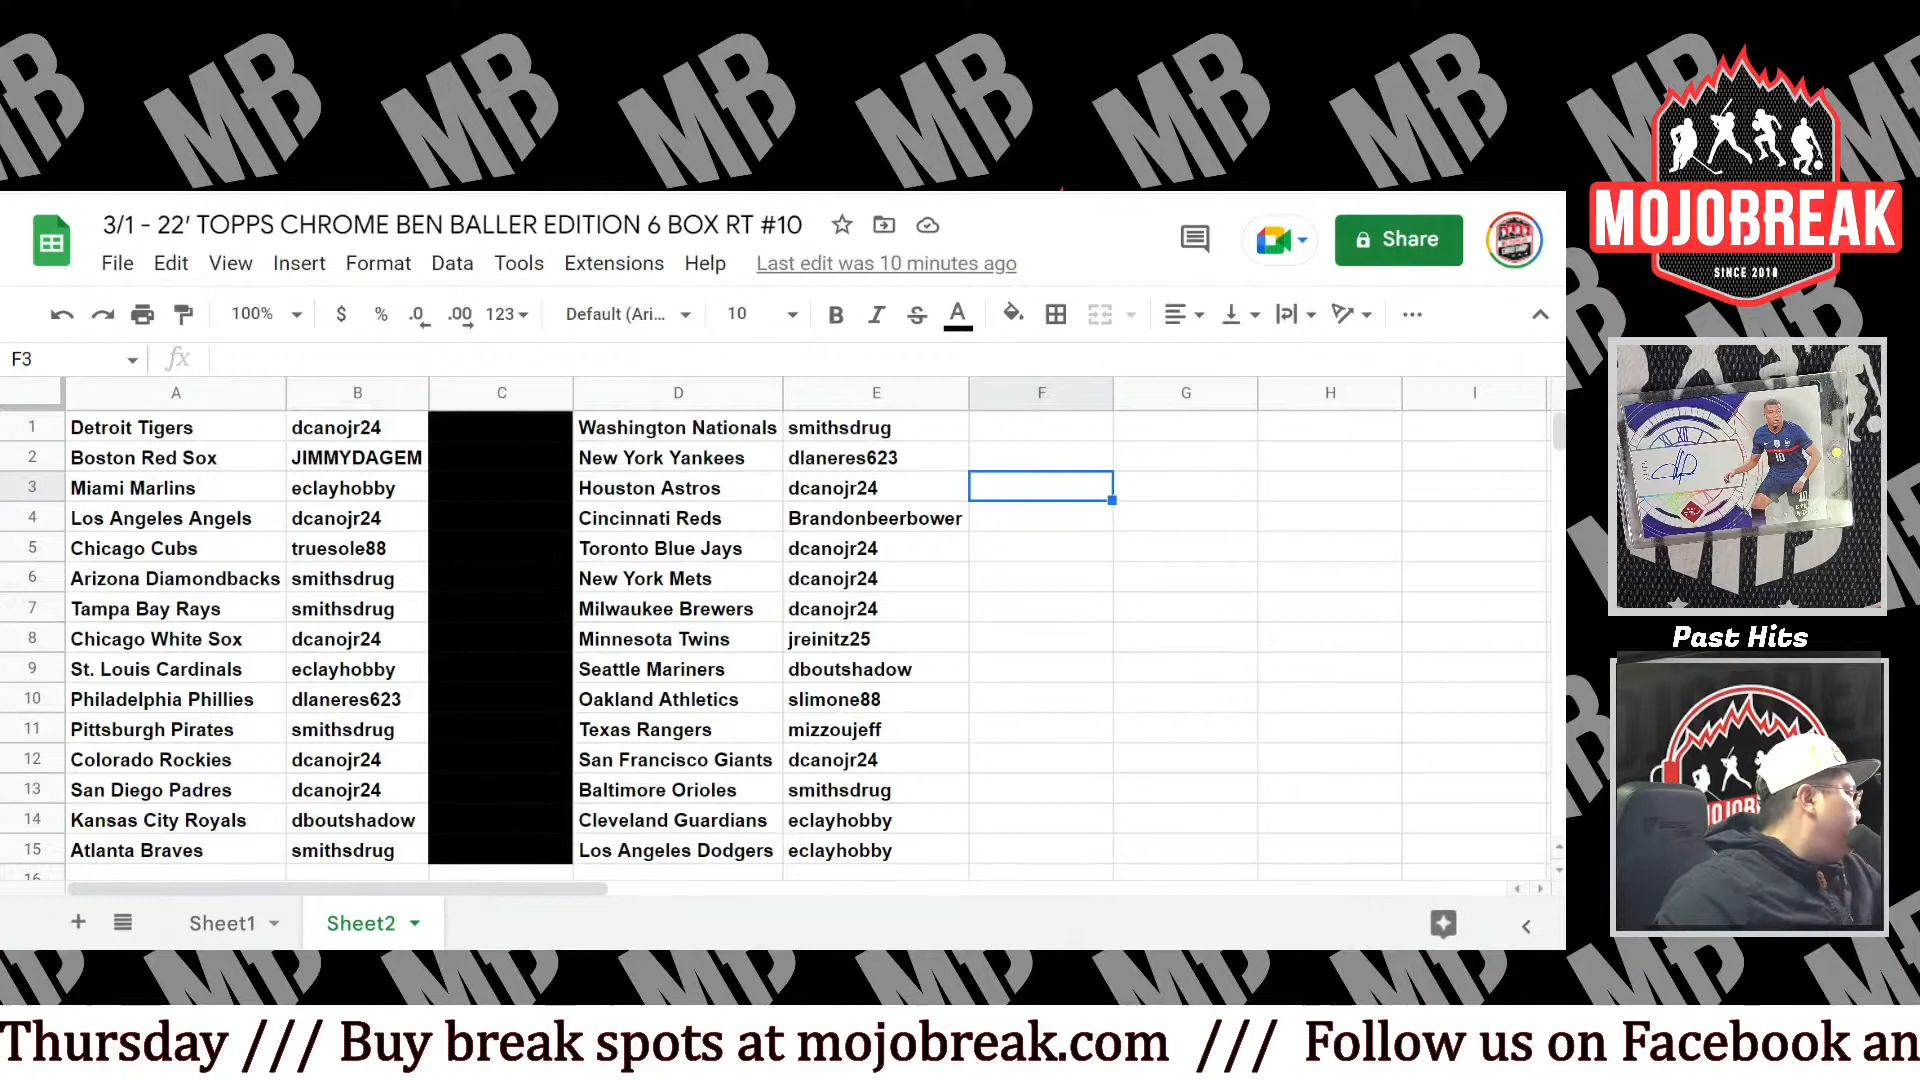 3/1 - 22′ TOPPS CHROME BEN BALLER EDITION 6 BOX RT #10
File Edit View Insert Format Data Tools Extensions Help Last edit was 10 minutes ago
Share
100% $ % .0 .00 123 Default (Ari... 10 B I S A
F3 fx
A B C D E F G H I
1 Detroit Tigers dcanojr24 Washington Nationals smithsdrug
2 Boston Red Sox JIMMYDAGEM New York Yankees dlaneres623
3 Miami Marlins eclayhobby Houston Astros dcanojr24
4 Los Angeles Angels dcanojr24 Cincinnati Reds Brandonbeerbower
5 Chicago Cubs truesole88 Toronto Blue Jays dcanojr24
6 Arizona Diamondbacks smithsdrug New York Mets dcanojr24
7 Tampa Bay Rays smithsdrug Milwaukee Brewers dcanojr24
8 Chicago White Sox dcanojr24 Minnesota Twins jreinitz25
9 St. Louis Cardinals eclayhobby Seattle Mariners dboutshadow
10 Philadelphia Phillies dlaneres623 Oakland Athletics slimone88
11 Pittsburgh Pirates smithsdrug Texas Rangers mizzoujeff
12 Colorado Rockies dcanojr24 San Francisco Giants dcanojr24
13 San Diego Padres dcanojr24 Baltimore Orioles smithsdrug
14 Kansas City Royals dboutshadow Cleveland Guardians eclayhobby
15 Atlanta Braves smithsdrug Los Angeles Dodgers eclayhobby
16
Sheet1 Sheet2
MOJOBREAK
SINCE 2018
Past Hits
Thursday /// Buy break spots at mojobreak.com /// Follow us on Facebook an